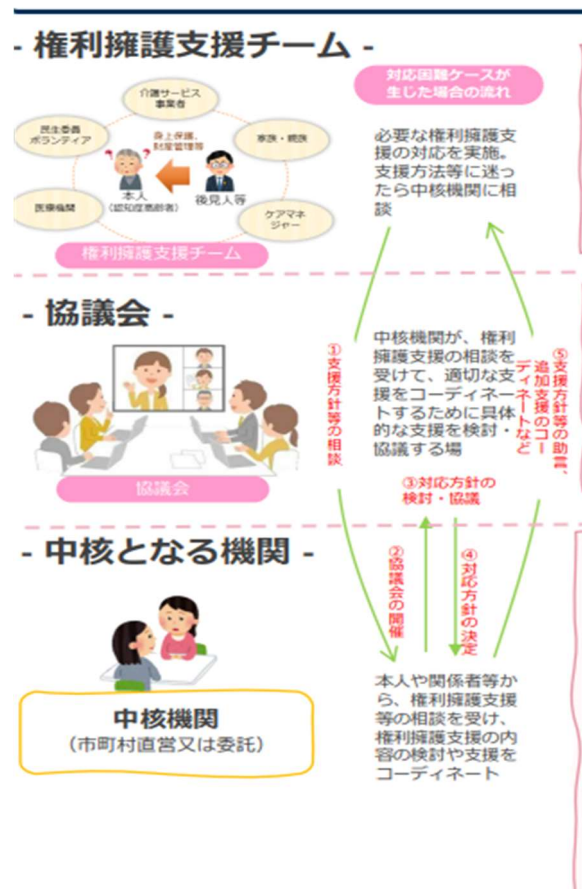 - 権利擁護支援チーム -
介護サービス
事業者
民生委員
ボランティア
身上保護、
財産管理等
家族・親族
本人
(認知症高齢者)
後見人等
医療機関
ケアマネ
ジャー
権利擁護支援チーム
対応困難ケースが
生じた場合の流れ
必要な権利擁護支
援の対応を実施。
支援方法等に迷っ
たら中核機関に相
談
- 協議会 -
協議会
①支援方針等の相談
中核機関が、権利
擁護支援の相談を
受けて、適切な支
援をコーディネー
トするために具体
的な支援を検討・
協議する場
⑤支援方針等の助言、
追加支援のコー
ディネートなど
③対応方針の
検討・協議
②協議会の開催
④対応方針の決定
- 中核となる機関 -
中核機関
(市町村直営又は委託)
本人や関係者等か
ら、権利擁護支援
等の相談を受け、
権利擁護支援の内
容の検討や支援を
コーディネート